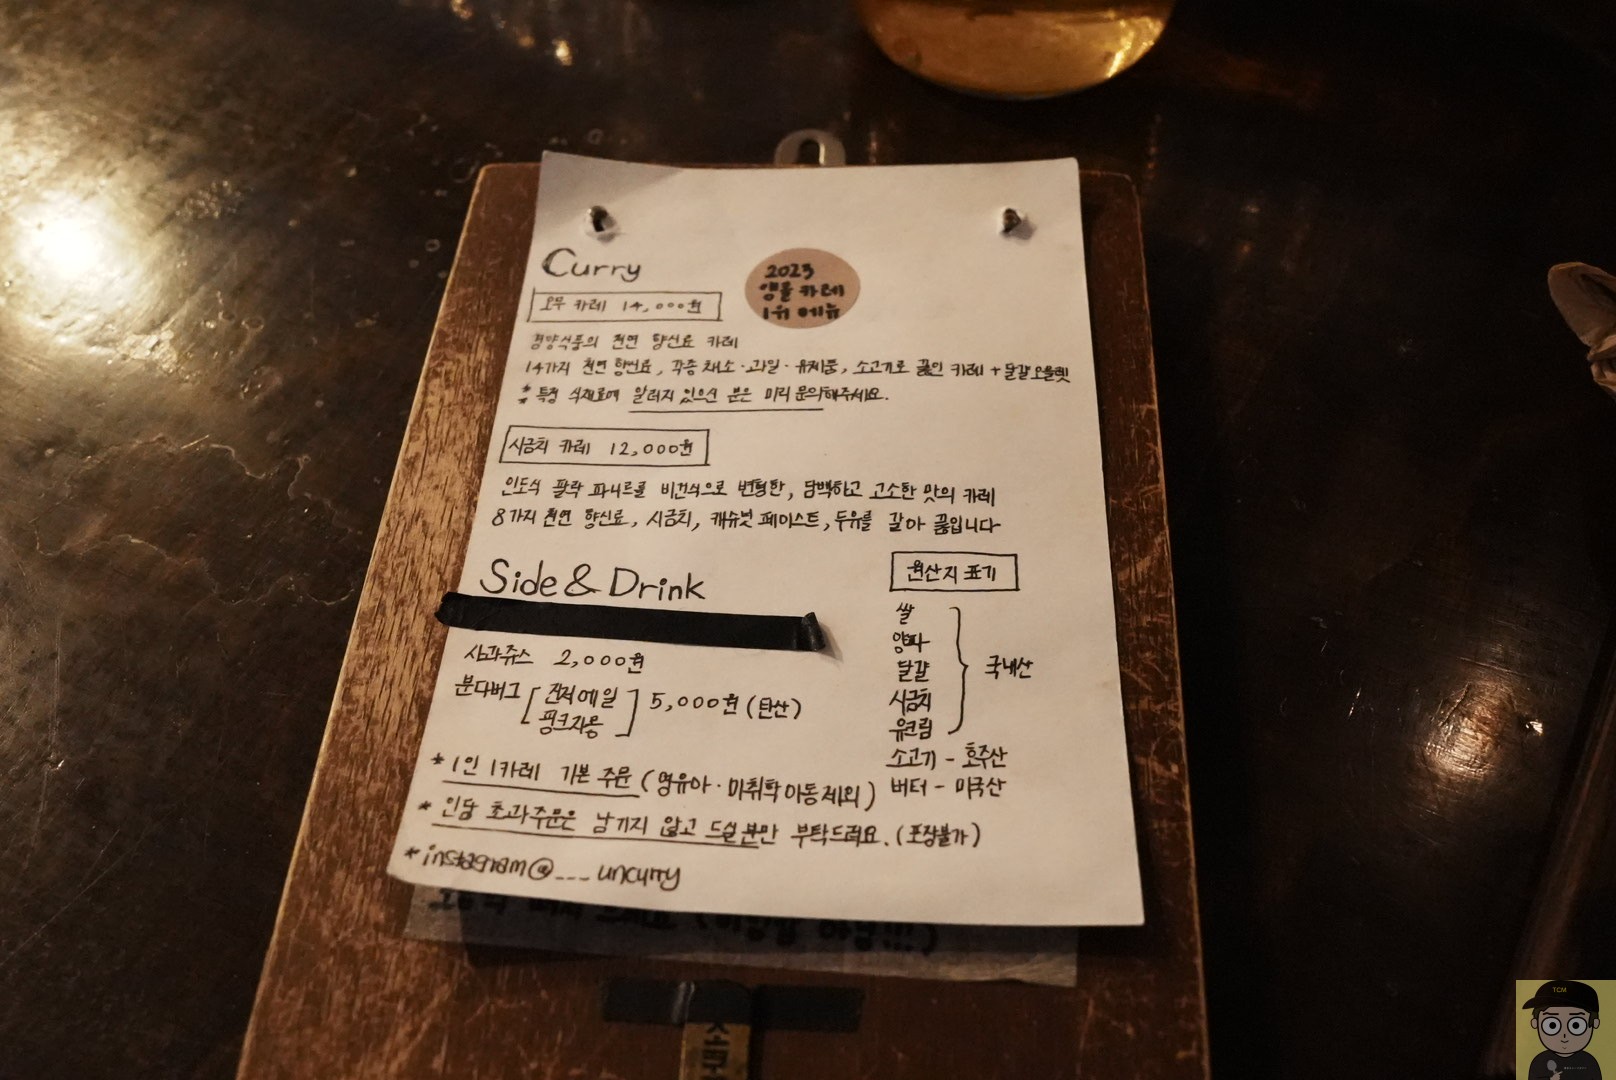 Curry
2023
앵콜 카레
1위 메뉴
오무 카레 14,000원
경양식풍의 천연 향신료 카레
14가지 천연 향신료, 각종 채소·과일·유제품, 소고기로 끓인 카레 + 달걀오믈렛
* 특정 식재료에 알러지 있으신 분은 미리 문의해주세요.
시금치 카레 12,000원
인도식 팔락 파니르를 비건식으로 변형한, 담백하고 고소한 맛의 카레
8가지 천연 향신료, 시금치, 캐슈넛 페이스트, 두유를 갈아 끓입니다
Side & Drink
사과쥬스 2,000원
분다버그 [진저에일 핑크자몽] 5,000원 (탄산)
원산지 표기
쌀
양파
달걀
시금치
유크림
국내산
소고기 - 호주산
버터 - 미국산
* 1인 1카레 기본 주문 (영유아·미취학아동 제외)
* 인당 초과주문은 남기지 않고 드실 분만 부탁드려요. (포장불가)
* instagram@___uncurry
TCM